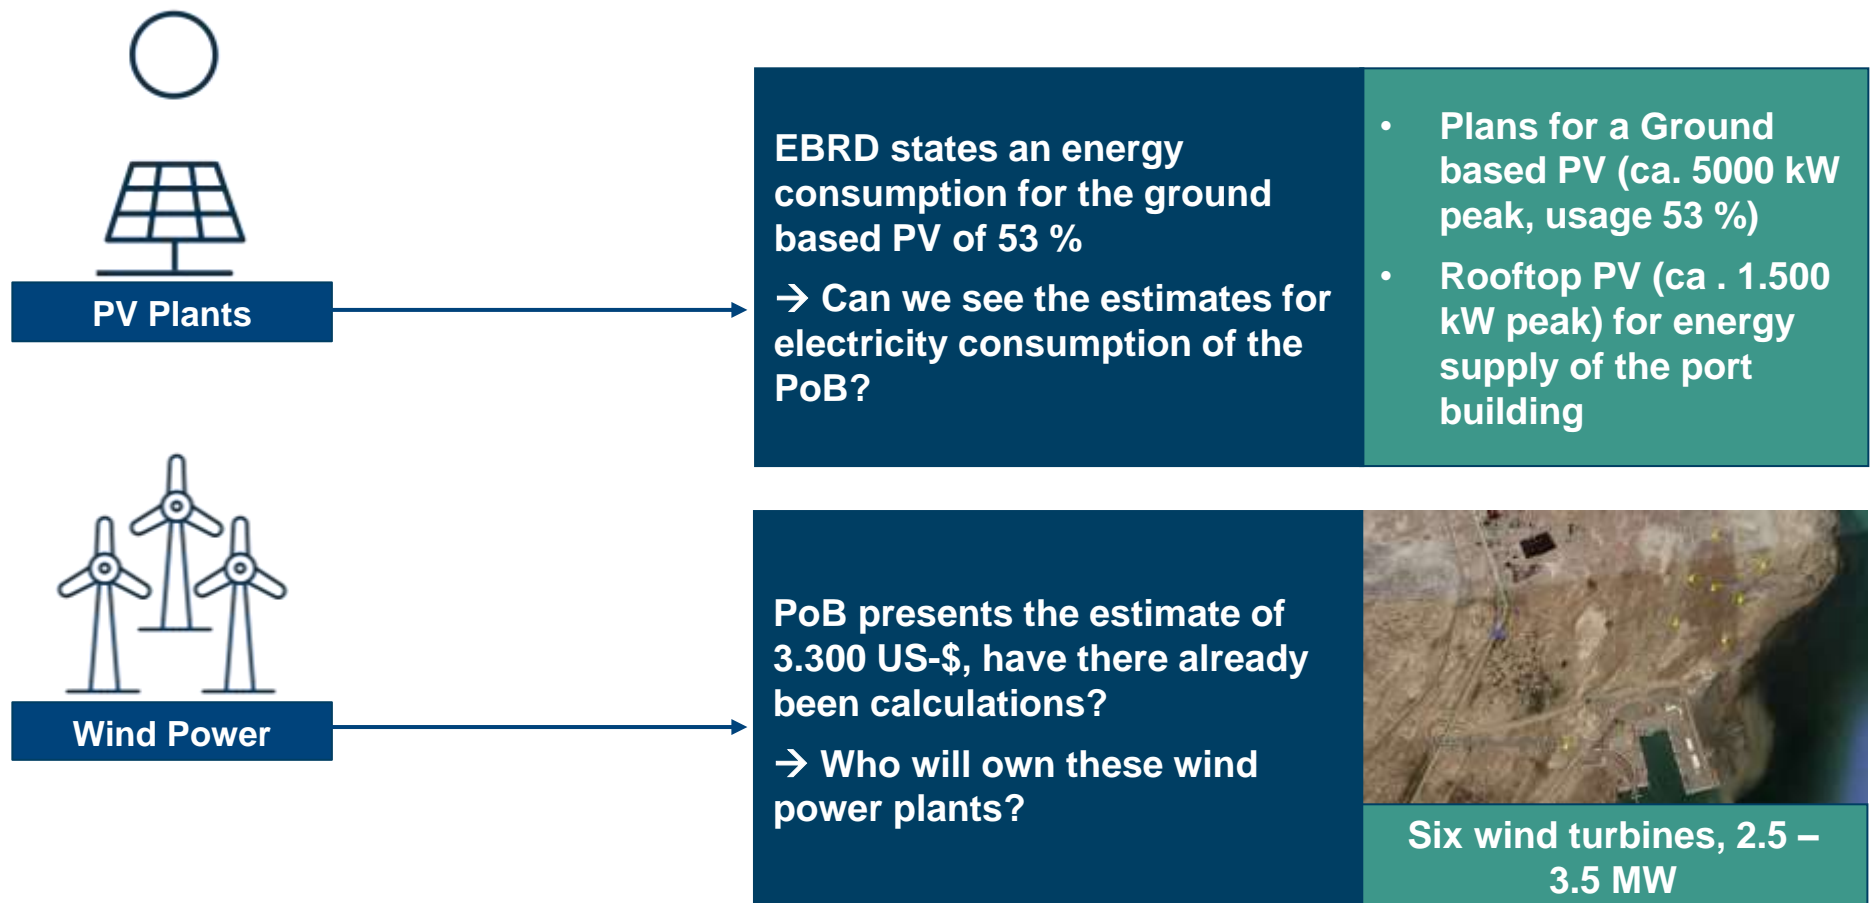 PV Plants
EBRD states an energy
consumption for the ground
based PV of 53 %
→ Can we see the estimates for
electricity consumption of the
PoB?
• Plans for a Ground
based PV (ca. 5000 kW
peak, usage 53 %)
• Rooftop PV (ca . 1.500
kW peak) for energy
supply of the port
building
Wind Power
PoB presents the estimate of
3.300 US-$, have there already
been calculations?
→ Who will own these wind
power plants?
Six wind turbines, 2.5 –
3.5 MW